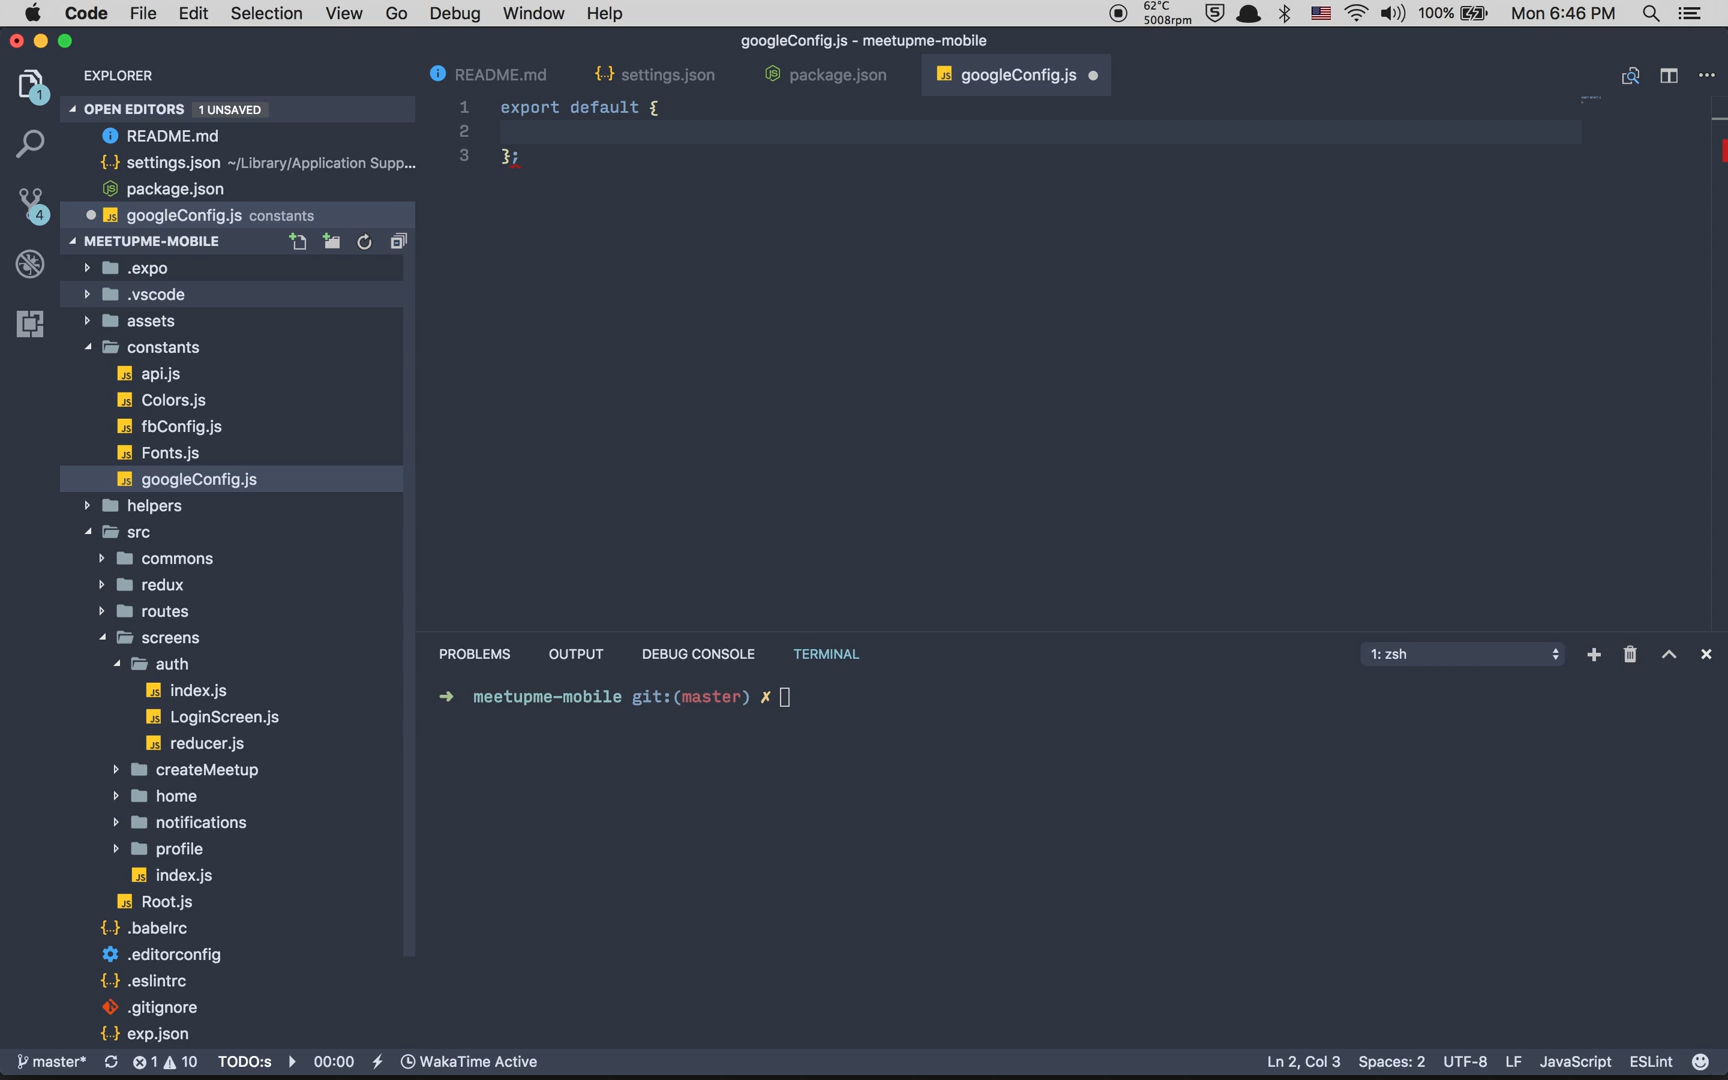 Code File Edit Selection View Go Debug Window Help 62°C 5008rpm 100% Mon 6:46 PM
googleConfig.js - meetupme-mobile
EXPLORER
1
4
OPEN EDITORS 1 UNSAVED
README.md
settings.json ~/Library/Application Supp...
package.json
googleConfig.js constants
MEETUPME-MOBILE
.expo
.vscode
assets
constants
api.js
Colors.js
fbConfig.js
Fonts.js
googleConfig.js
helpers
src
commons
redux
routes
screens
auth
index.js
LoginScreen.js
reducer.js
createMeetup
home
notifications
profile
index.js
Root.js
.babelrc
.editorconfig
.eslintrc
.gitignore
exp.json
README.md settings.json package.json googleConfig.js
1 export default {
2
3 };
PROBLEMS OUTPUT DEBUG CONSOLE TERMINAL 1: zsh
➜ meetupme-mobile git:(master) ✗
master* 1 10 TODO:s 00:00 WakaTime Active Ln 2, Col 3 Spaces: 2 UTF-8 LF JavaScript ESLint